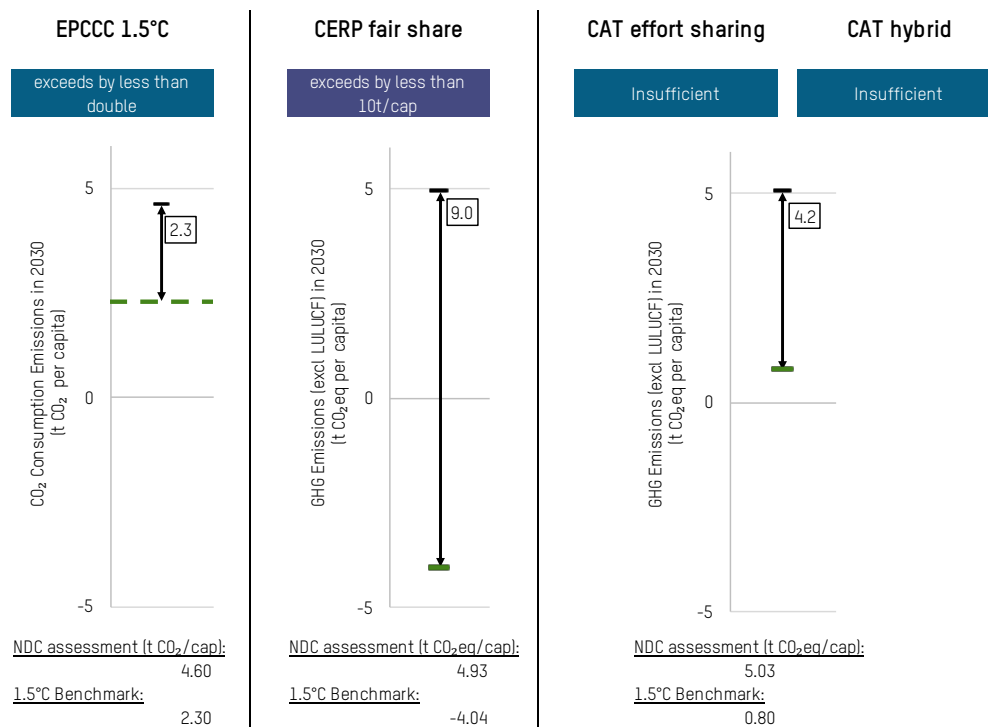 EPCCC 1.5°C
exceeds by less than
double
5
2.3
0
-5
CO₂ Consumption Emissions in 2030
(t CO₂ per capita)
NDC assessment (t CO₂/cap):
4.60
1.5°C Benchmark:
2.30
CERP fair share
exceeds by less than
10t/cap
5
9.0
0
-5
GHG Emissions (excl LULUCF) in 2030
(t CO₂eq per capita)
NDC assessment (t CO₂eq/cap):
4.93
1.5°C Benchmark:
-4.04
CAT effort sharing
CAT hybrid
Insufficient
Insufficient
5
4.2
0
-5
GHG Emissions (excl LULUCF) in 2030
(t CO₂eq per capita)
NDC assessment (t CO₂eq/cap):
5.03
1.5°C Benchmark:
0.80